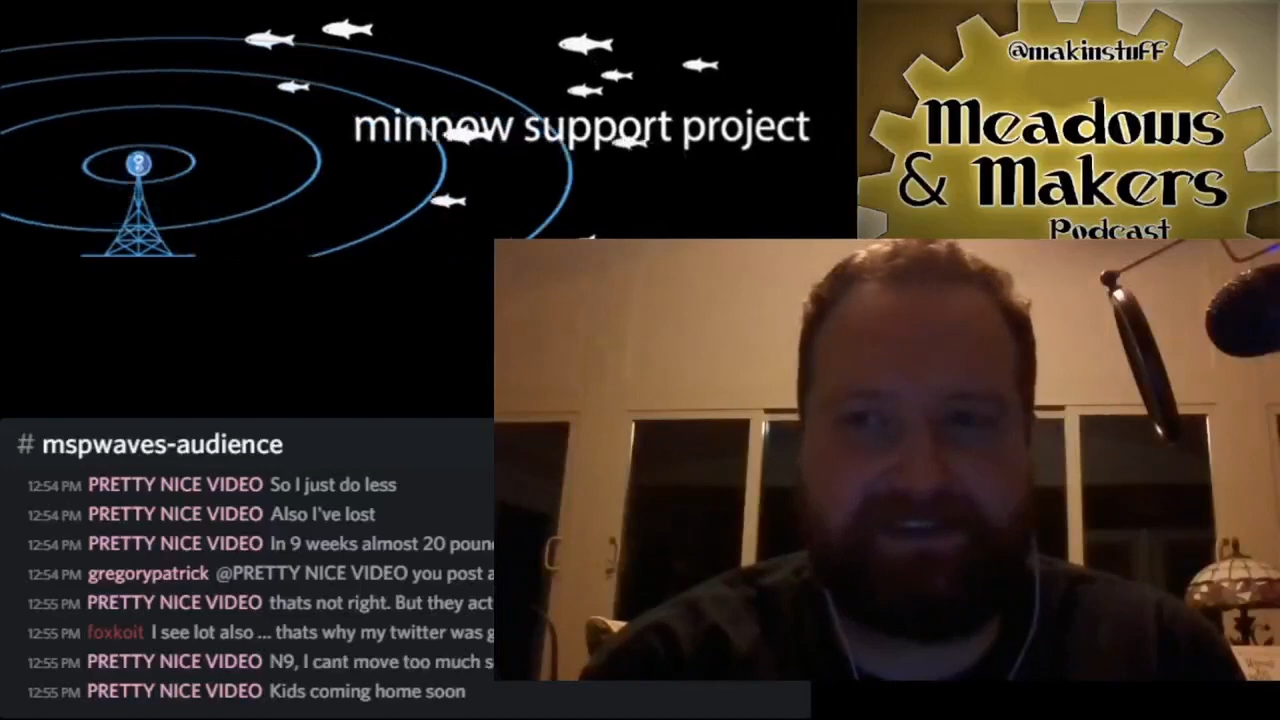 @makinstuff
Meadows
& Makers
Podcast
minnow support project
?
# mspwaves-audience
12:54 PM PRETTY NICE VIDEO So I just do less
12:54 PM PRETTY NICE VIDEO Also I've lost
12:54 PM PRETTY NICE VIDEO In 9 weeks almost 20 poun
12:54 PM gregorypatrick @PRETTY NICE VIDEO you post a
12:55 PM PRETTY NICE VIDEO thats not right. But they act
12:55 PM foxkoit I see lot also ... thats why my twitter was g
12:55 PM PRETTY NICE VIDEO N9, I cant move too much s
12:55 PM PRETTY NICE VIDEO Kids coming home soon